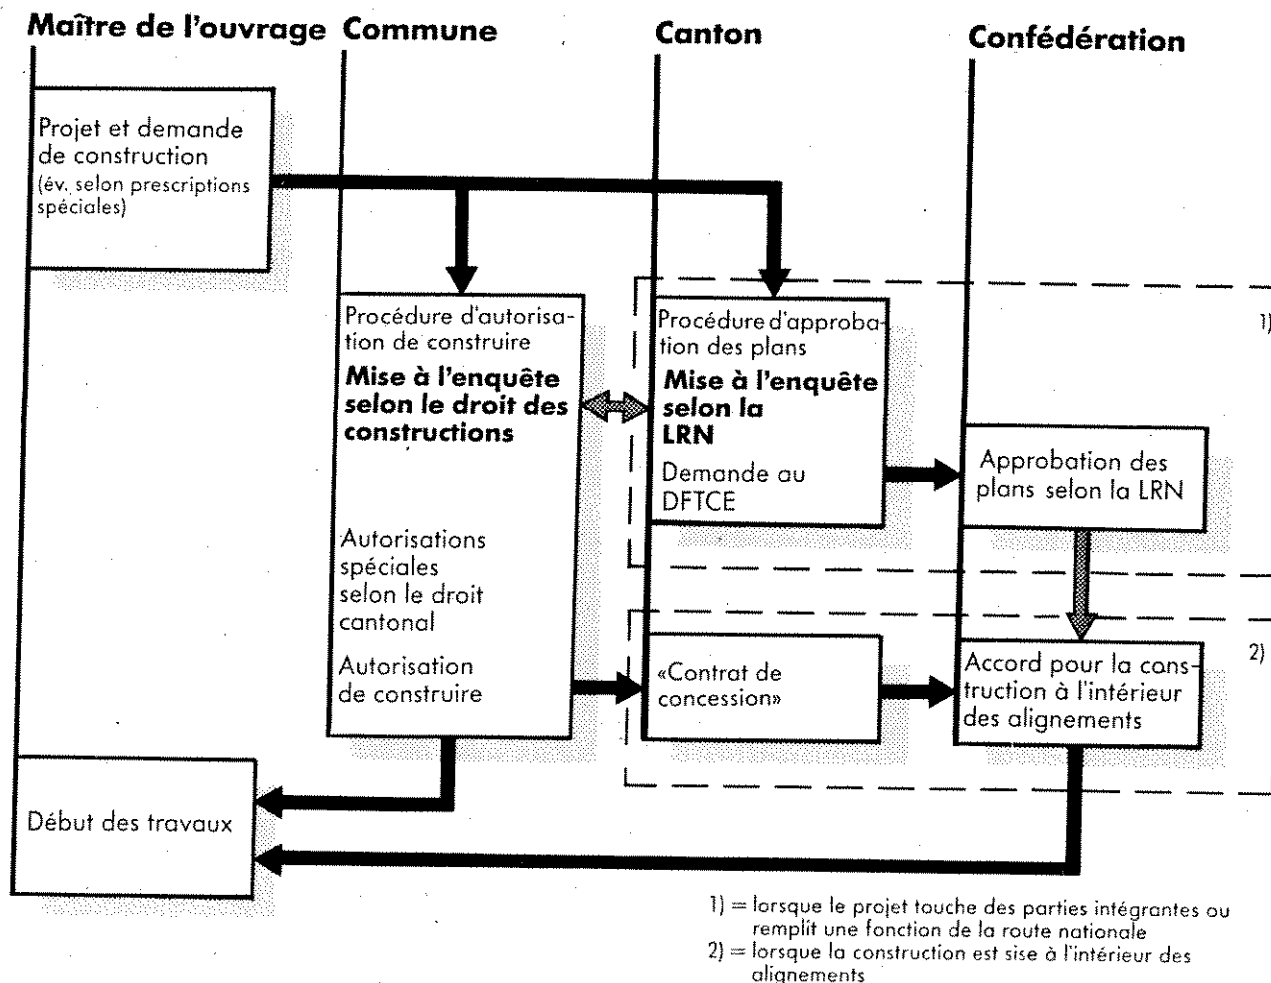 Maître de l'ouvrage
Commune
Canton
Confédération
Projet et demande
de construction
(év. selon prescriptions
spéciales)
Procédure d'autorisa-
tion de construire
Mise à l'enquête
selon le droit des
constructions
Autorisations
spéciales
selon le droit
cantonal
Autorisation
de construire
Procédure d'approba-
tion des plans
Mise à l'enquête
selon la
LRN
Demande au
DFTCE
1)
Approbation des
plans selon la LRN
«Contrat de
concession»
Accord pour la cons-
truction à l'intérieur
des alignements
2)
Début des travaux
1) = lorsque le projet touche des parties intégrantes ou
remplit une fonction de la route nationale
2) = lorsque la construction est sise à l'intérieur des
alignements